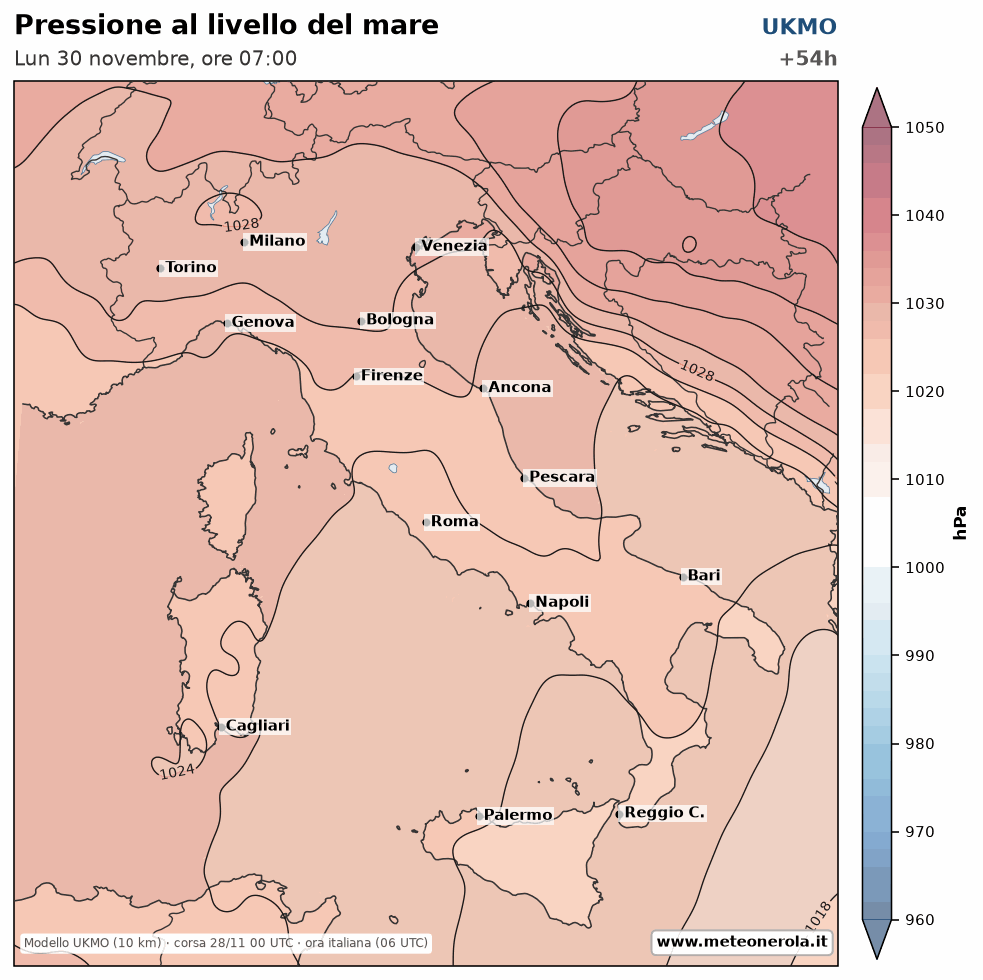 Pressione al livello del mare
UKMO
Lun 30 novembre, ore 07:00
+54h
1028
Milano
Venezia
Torino
Genova
Bologna
Firenze
Ancona
1028
Pescara
Roma
Bari
Napoli
Cagliari
1024
Palermo
Reggio C.
1018
Modello UKMO (10 km) · corsa 28/11 00 UTC · ora italiana (06 UTC)
www.meteonerola.it
1050
1040
1030
1020
1010
1000
990
980
970
960
hPa